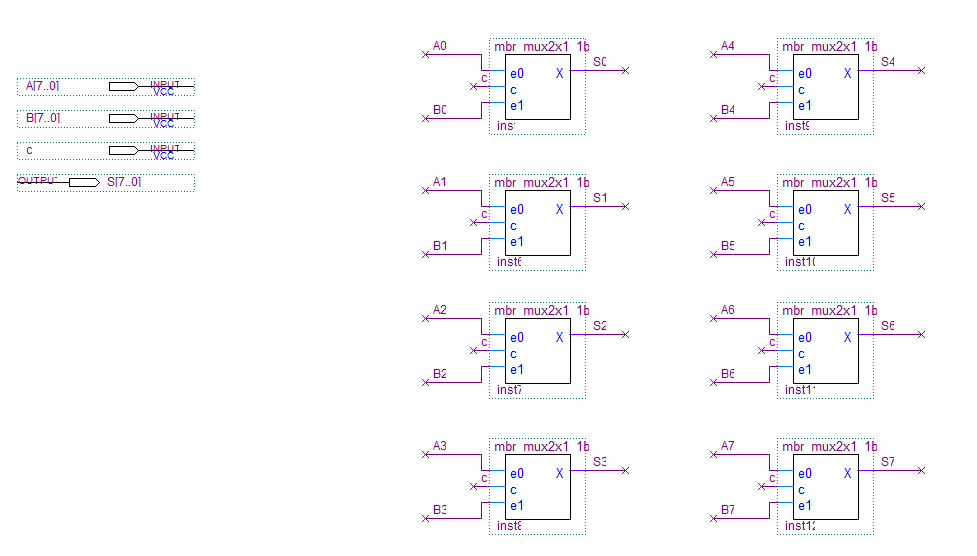 A[7..0] INPUT
VCC
B[7..0] INPUT
VCC
c INPUT
VCC
OUTPUT S[7..0]
A0 mbr_mux2x1_1b
S0
c e0 X
c
B0 e1
inst
A4 mbr_mux2x1_1b
S4
c e0 X
c
B4 e1
inst9
A1 mbr_mux2x1_1b
S1
c e0 X
c
B1 e1
inst6
A5 mbr_mux2x1_1b
S5
c e0 X
c
B5 e1
inst10
A2 mbr_mux2x1_1b
S2
c e0 X
c
B2 e1
inst7
A6 mbr_mux2x1_1b
S6
c e0 X
c
B6 e1
inst11
A3 mbr_mux2x1_1b
S3
c e0 X
c
B3 e1
inst8
A7 mbr_mux2x1_1b
S7
c e0 X
c
B7 e1
inst12